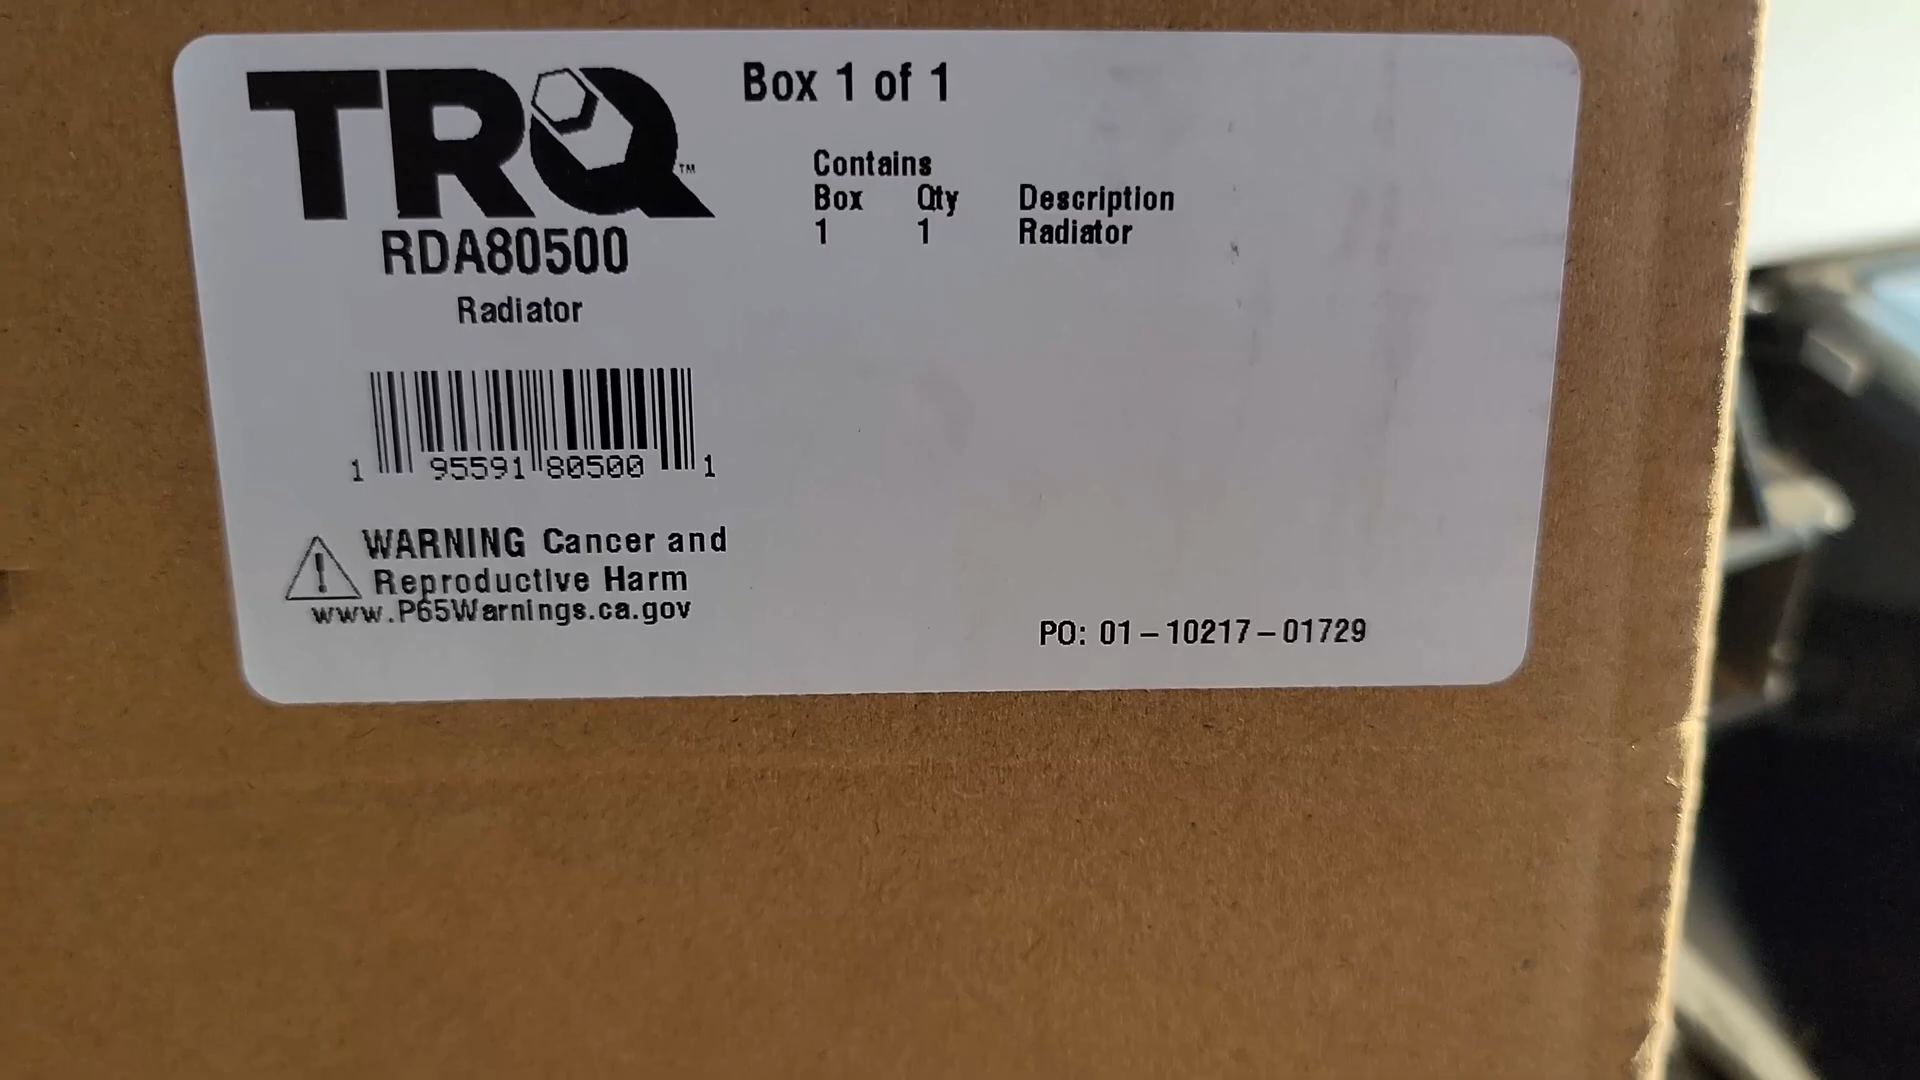 TRQ™
RDA80500
Radiator
1 95591 80500 1
WARNING Cancer and
Reproductive Harm
www.P65Warnings.ca.gov
Box 1 of 1
Contains
Box Qty Description
1 1 Radiator
PO: 01-10217-01729